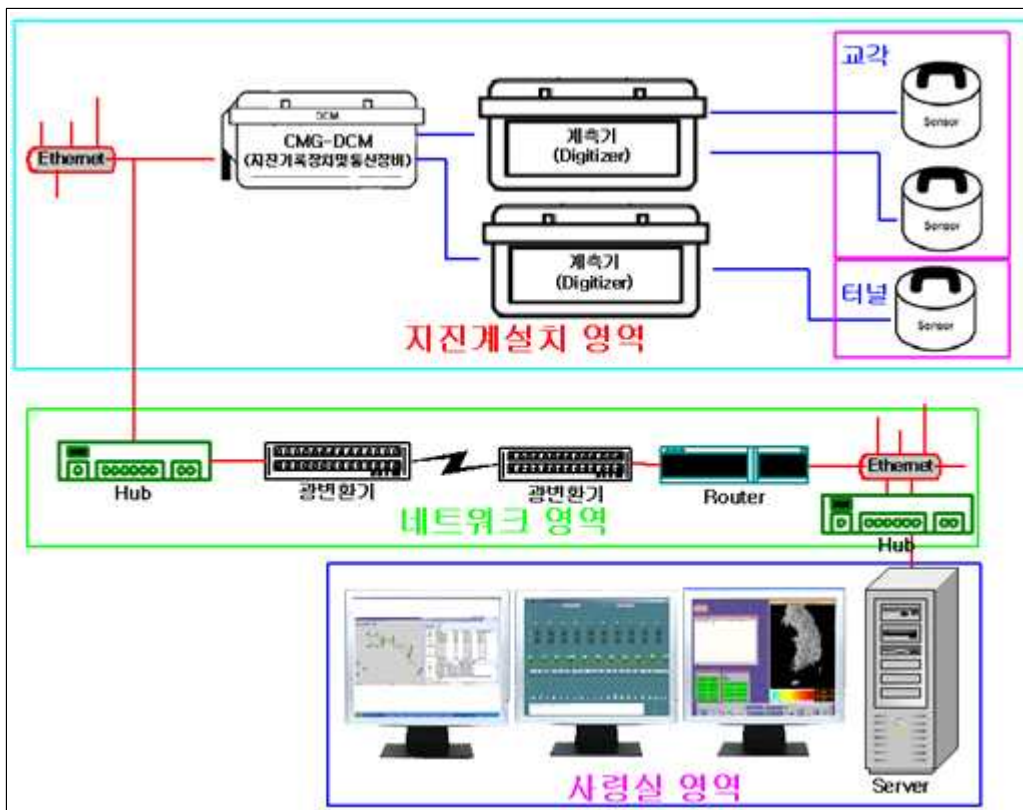 교각
Sensor
DCM
CMG-DCM
(지진기록장치및통신장비)
계측기
(Digitizer)
Ethernet
Sensor
계측기
(Digitizer)
터널
Sensor
지진계설치 영역
Ethernet
Hub
광변환기
광변환기
Router
Hub
네트워크 영역
Server
사령실 영역